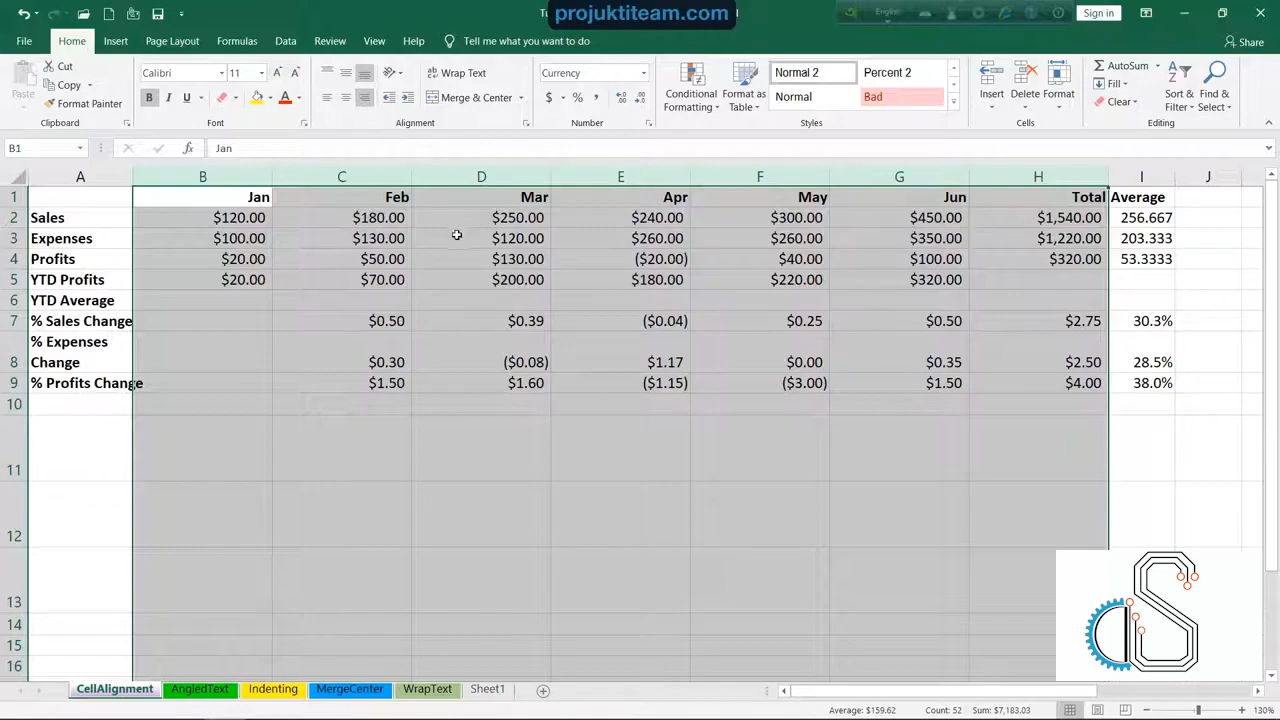 Tu
projuktiteam.com
English
Sign in
File Home Insert Page Layout Formulas Data Review View Help Tell me what you want to do Share
Paste Cut Calibri 11 Wrap Text Currency Conditional Formatting Format as Table Normal 2 Percent 2 Insert Delete Format AutoSum Sort & Filter Find & Select
Copy Fill
Format Painter B I U Merge & Center $ % Normal Bad Clear
Clipboard Font Alignment Number Styles Cells Editing
B1 fx Jan
A B C D E F G H I J
1 Jan Feb Mar Apr May Jun Total Average
2 Sales $120.00 $180.00 $250.00 $240.00 $300.00 $450.00 $1,540.00 256.667
3 Expenses $100.00 $130.00 $120.00 $260.00 $260.00 $350.00 $1,220.00 203.333
4 Profits $20.00 $50.00 $130.00 ($20.00) $40.00 $100.00 $320.00 53.3333
5 YTD Profits $20.00 $70.00 $200.00 $180.00 $220.00 $320.00
6 YTD Average
7 % Sales Change $0.50 $0.39 ($0.04) $0.25 $0.50 $2.75 30.3%
% Expenses
8 Change $0.30 ($0.08) $1.17 $0.00 $0.35 $2.50 28.5%
9 % Profits Change $1.50 $1.60 ($1.15) ($3.00) $1.50 $4.00 38.0%
10
11
12
13
14
15
16
CellAlignment AngledText Indenting MergeCenter WrapText Sheet1
Average: $159.62 Count: 52 Sum: $7,183.03 130%